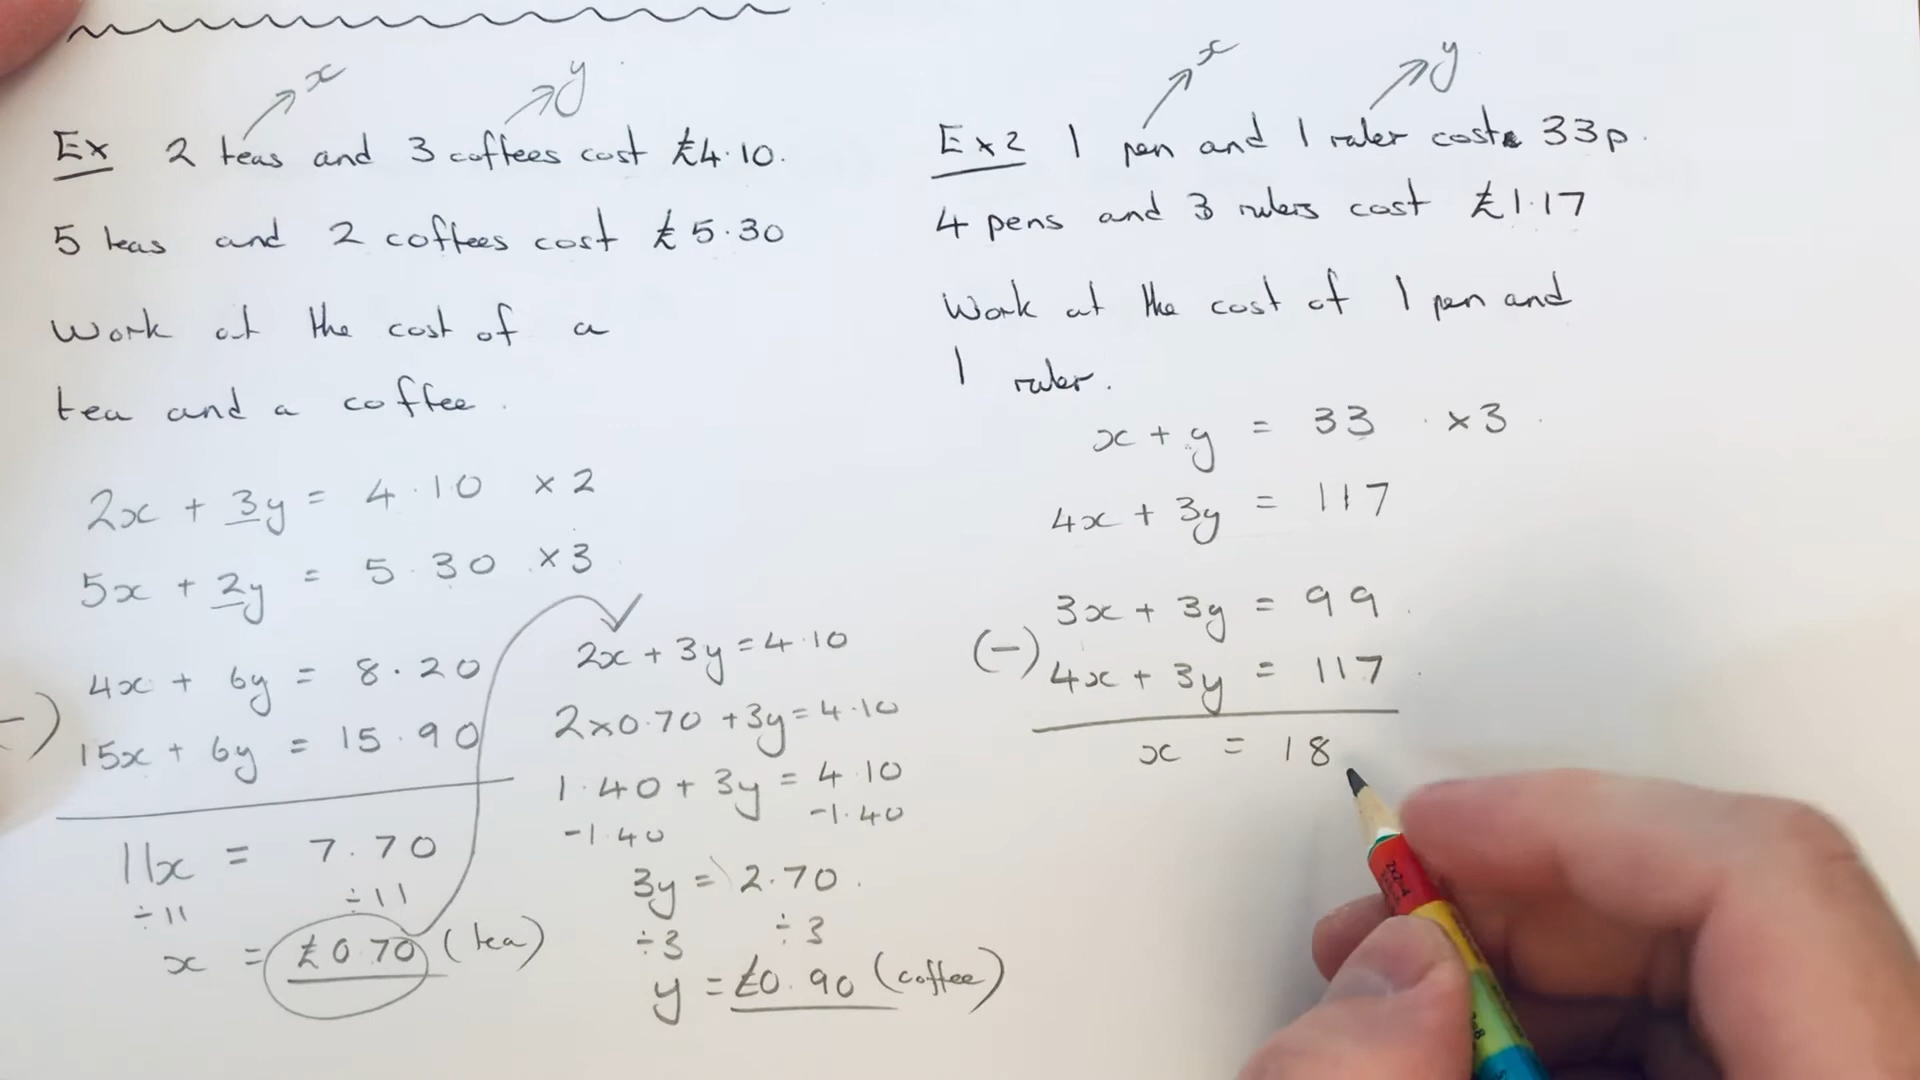 x
y
Ex 2 teas and 3 coffees cost £4.10.
5 teas and 2 coffees cost £5.30
Work out the cost of a
tea and a coffee.
2x + 3y = 4.10 ×2
5x + 2y = 5.30 ×3
4x + 6y = 8.20
-)
15x + 6y = 15.90
11x = 7.70
÷11 ÷11
x = £0.70 (tea)
2x + 3y = 4.10
2×0.70 + 3y = 4.10
1.40 + 3y = 4.10
-1.40 -1.40
3y = 2.70
÷3 ÷3
y = £0.90 (coffee)
x
y
Ex2 1 pen and 1 ruler costs 33p.
4 pens and 3 rulers cost £1.17
Work out the cost of 1 pen and
1 ruler.
x + y = 33 ×3
4x + 3y = 117
3x + 3y = 99
(-)
4x + 3y = 117
x = 18